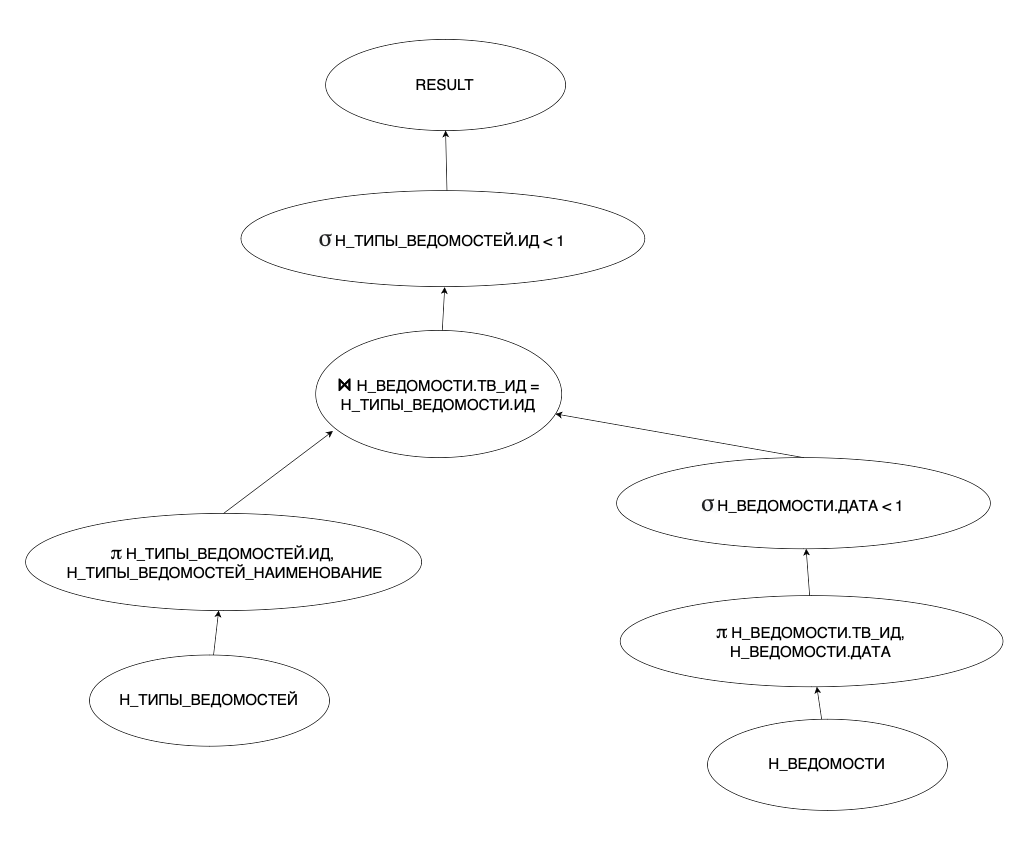 RESULT
σ Н_ТИПЫ_ВЕДОМОСТЕЙ.ИД < 1
⋈ Н_ВЕДОМОСТИ.ТВ_ИД =
Н_ТИПЫ_ВЕДОМОСТИ.ИД
σ Н_ВЕДОМОСТИ.ДАТА < 1
π Н_ТИПЫ_ВЕДОМОСТЕЙ.ИД,
Н_ТИПЫ_ВЕДОМОСТЕЙ_НАИМЕНОВАНИЕ
π Н_ВЕДОМОСТИ.ТВ_ИД,
Н_ВЕДОМОСТИ.ДАТА
Н_ТИПЫ_ВЕДОМОСТЕЙ
Н_ВЕДОМОСТИ